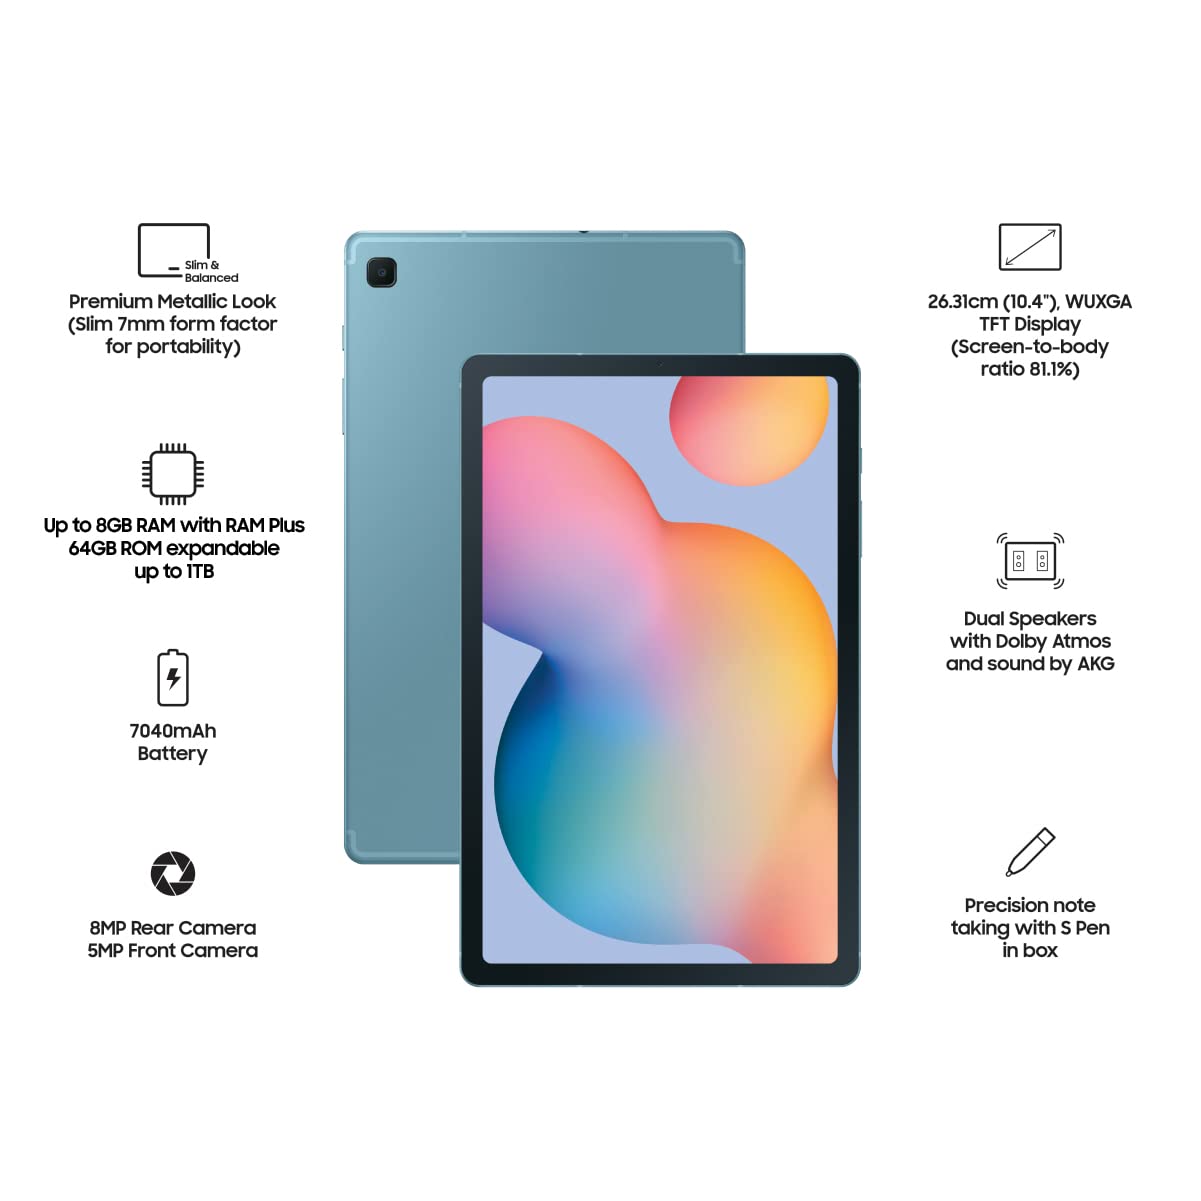 Slim &
Balanced
Premium Metallic Look
(Slim 7mm form factor
for portability)
Up to 8GB RAM with RAM Plus
64GB ROM expandable
up to 1TB
7040mAh
Battery
8MP Rear Camera
5MP Front Camera
26.31cm (10.4"), WUXGA
TFT Display
(Screen-to-body
ratio 81.1%)
Dual Speakers
with Dolby Atmos
and sound by AKG
Precision note
taking with S Pen
in box